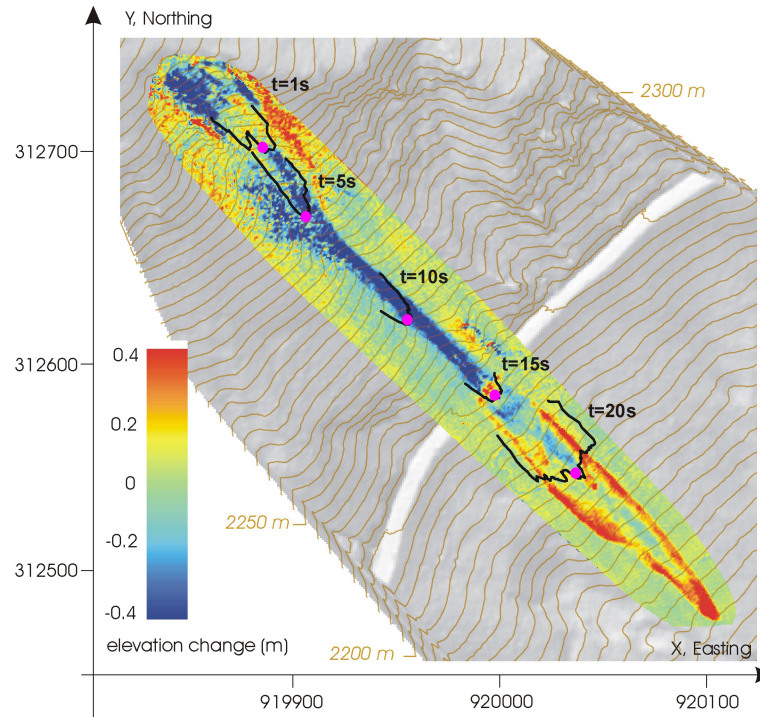 Y, Northing
t=1s
2300 m
312700
t=5s
t=10s
0.4
312600
t=15s
0.2
t=20s
0
2250 m
-0.2
312500
-0.4
elevation change (m)
2200 m
X, Easting
919900
920000
920100